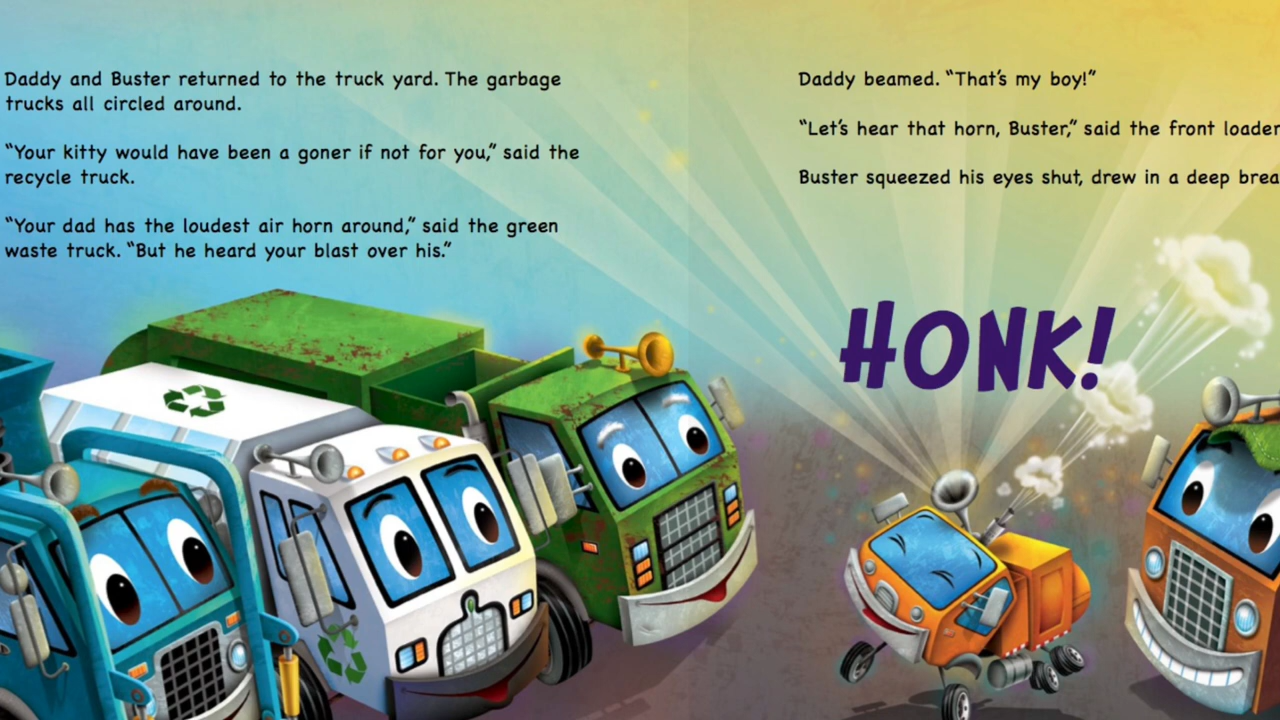 Daddy and Buster returned to the truck yard. The garbage
trucks all circled around.
“Your kitty would have been a goner if not for you,” said the
recycle truck.
“Your dad has the loudest air horn around,” said the green
waste truck. “But he heard your blast over his.”
Daddy beamed. “That’s my boy!”
“Let’s hear that horn, Buster,” said the front loader
Buster squeezed his eyes shut, drew in a deep
HONK!